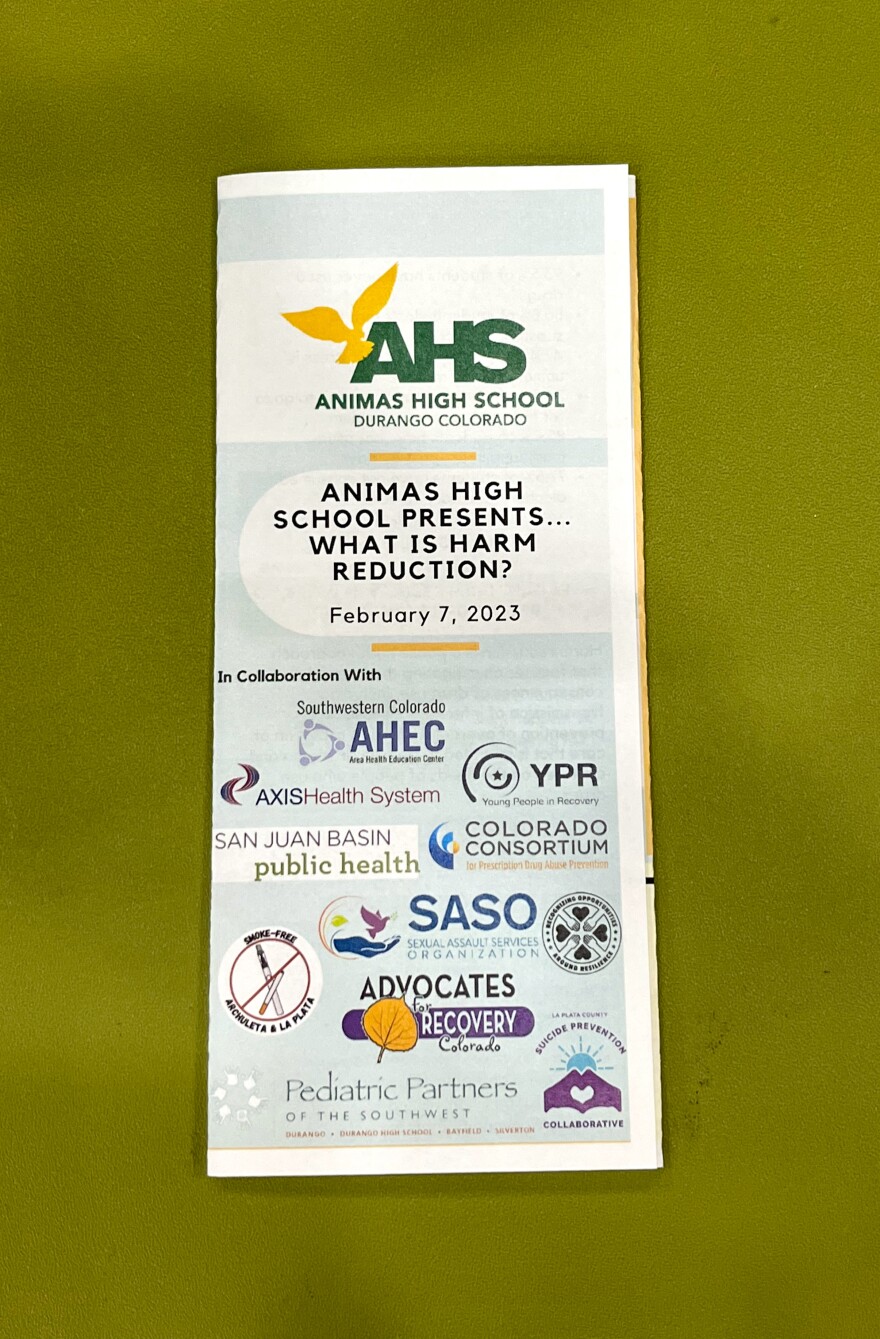 AHS
ANIMAS HIGH SCHOOL
DURANGO COLORADO
ANIMAS HIGH
SCHOOL PRESENTS...
WHAT IS HARM
REDUCTION?
February 7, 2023
In Collaboration With
Southwestern Colorado
AHEC
Area Health Education Center
AXISHealth System
YPR
Young People in Recovery
SAN JUAN BASIN
public health
COLORADO
CONSORTIUM
for Prescription Drug Abuse Prevention
SASO
SEXUAL ASSAULT SERVICES
ORGANIZATION
RECOGNIZING OPPORTUNITIES
AROUND RESILIENCE
SMOKE-FREE
ARCHULETA & LA PLATA
ADVOCATES
for
RECOVERY
Colorado
LA PLATA COUNTY
SUICIDE PREVENTION
COLLABORATIVE
Pediatric Partners
OF THE SOUTHWEST
DURANGO • DURANGO HIGH SCHOOL • BAYFIELD • SILVERTON